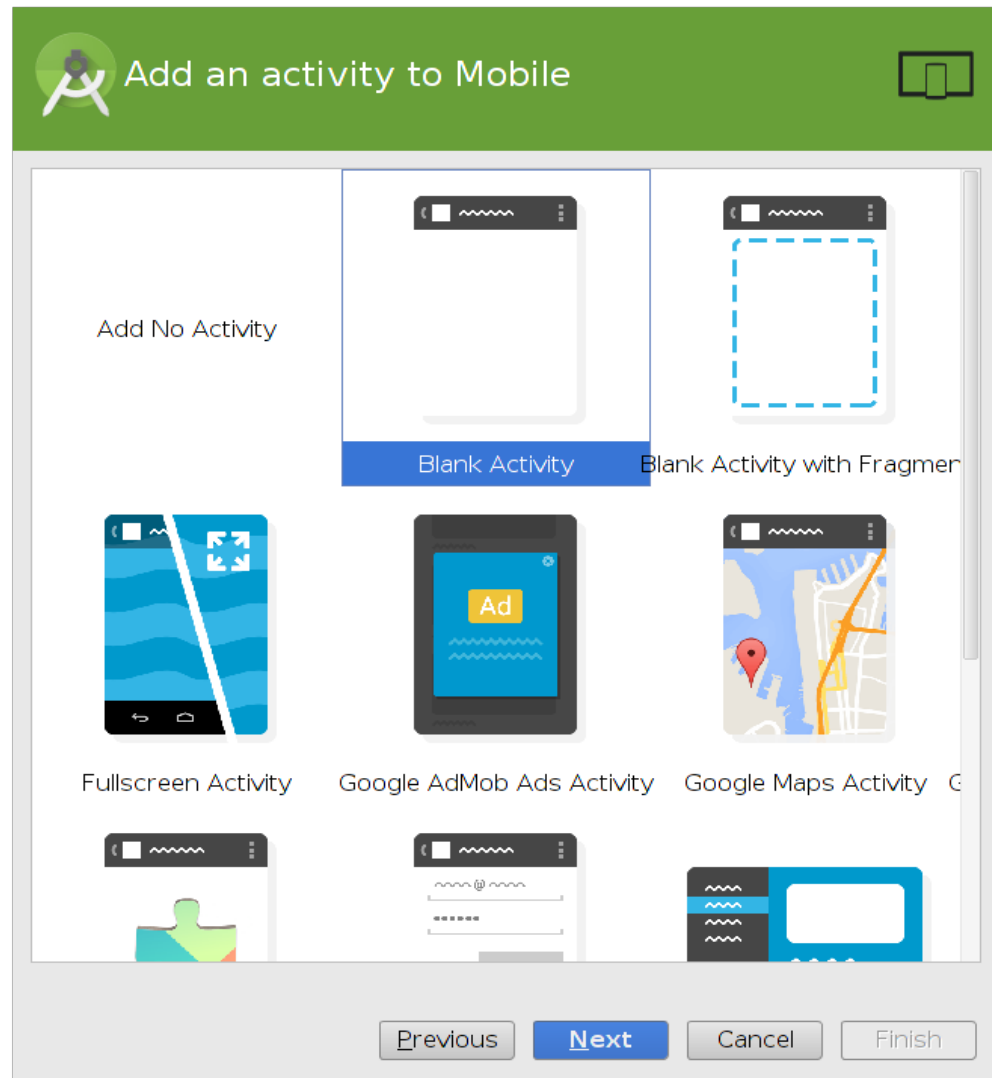 Add an activity to Mobile
Add No Activity
Blank Activity
Blank Activity with Fragmen
Ad
Fullscreen Activity
Google AdMob Ads Activity
Google Maps Activity
G
@
Previous
Next
Cancel
Finish